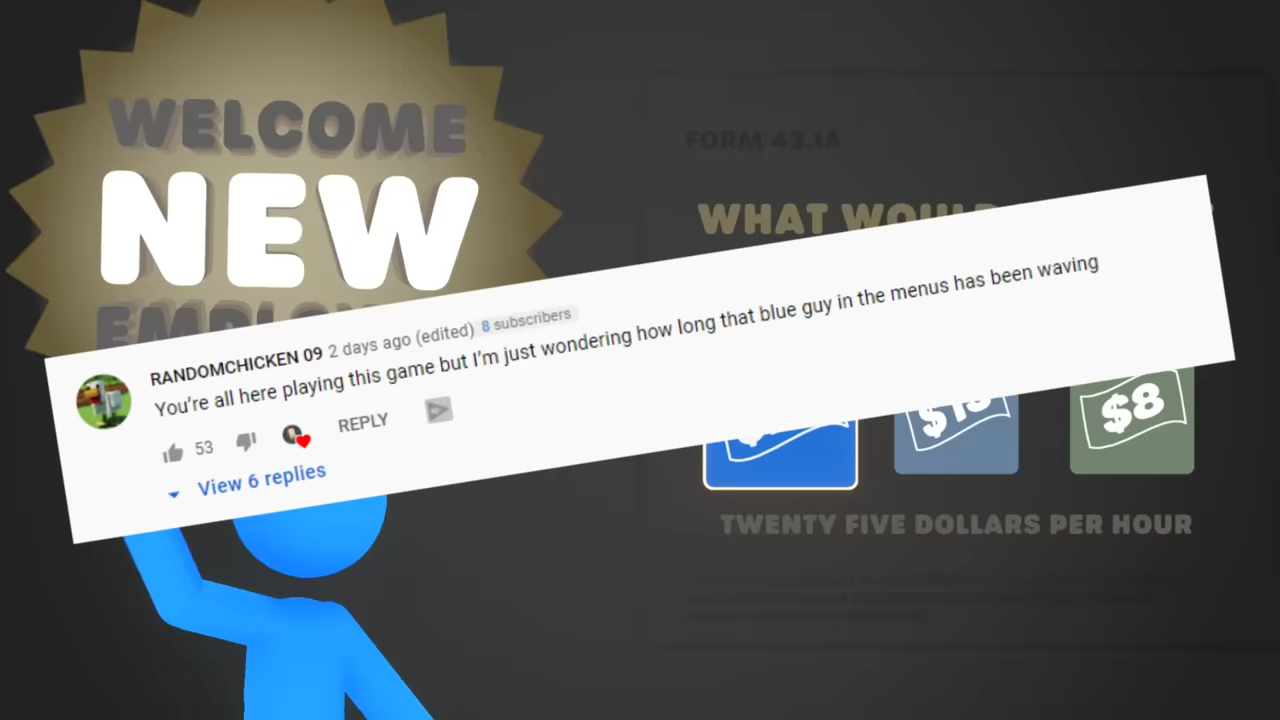 WELCOME
NEW
FORM 43.1A
WHAT WOULD
RANDOMCHICKEN 09 2 days ago (edited) 8 subscribers
You're all here playing this game but I'm just wondering how long that blue guy in the menus has been waving
53 REPLY
View 6 replies
$15 $8
TWENTY FIVE DOLLARS PER HOUR